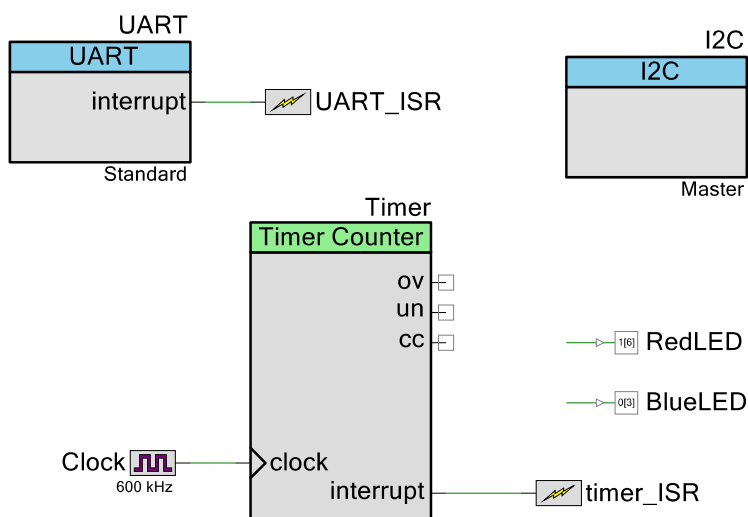 UART
UART
interrupt
UART_ISR
Standard
I2C
I2C
Master
Timer
Timer Counter
ov
un
cc
1[6]
RedLED
0[3]
BlueLED
Clock
600 kHz
clock
interrupt
timer_ISR